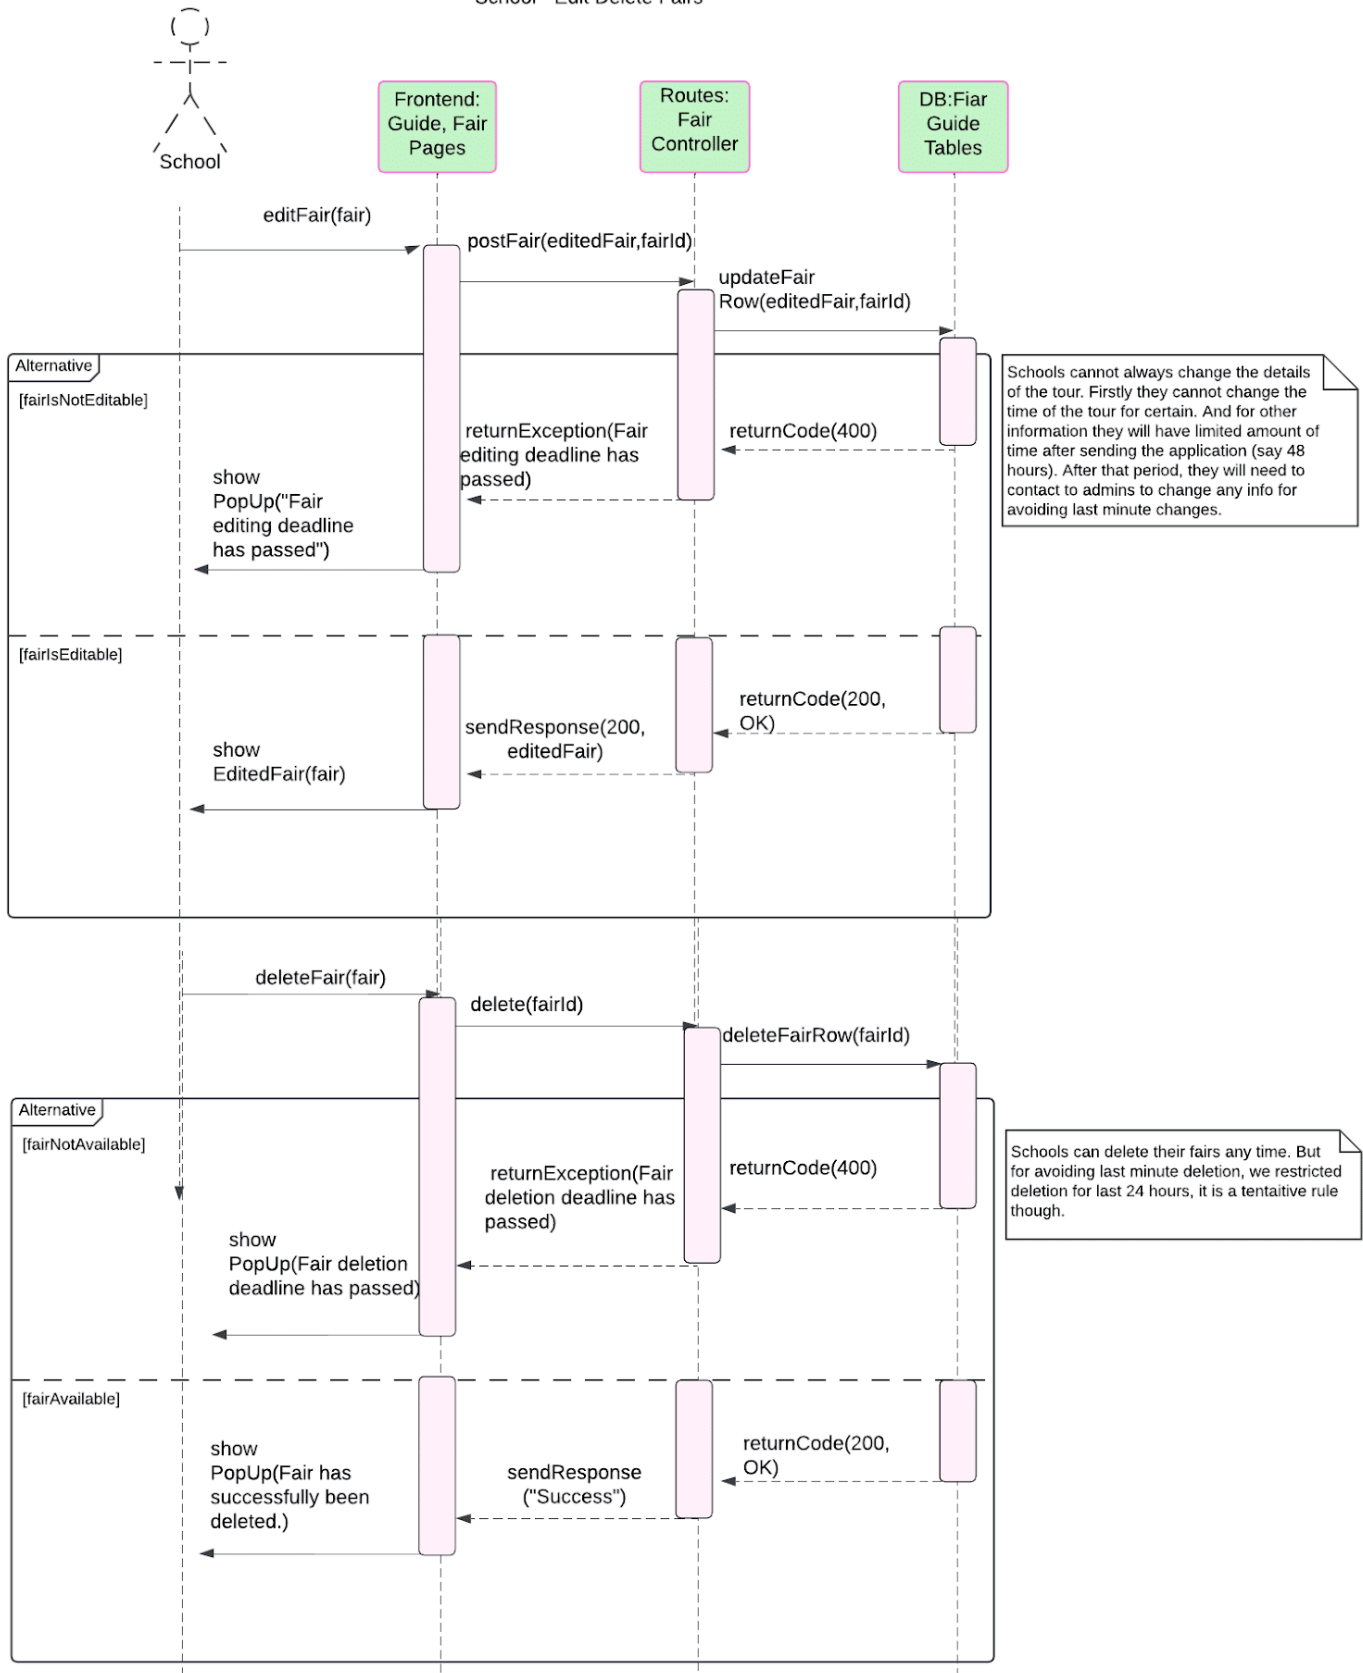 School - Edit Delete Fairs
School
Frontend:
Guide, Fair
Pages
Routes:
Fair
Controller
DB:Fiar
Guide
Tables
editFair(fair)
postFair(editedFair,fairId)
updateFair
Row(editedFair,fairId)
Alternative
[fairIsNotEditable]
returnException(Fair
editing deadline has
passed)
returnCode(400)
show
PopUp("Fair
editing deadline
has passed")
Schools cannot always change the details
of the tour. Firstly they cannot change the
time of the tour for certain. And for other
information they will have limited amount of
time after sending the application (say 48
hours). After that period, they will need to
contact to admins to change any info for
avoiding last minute changes.
[fairIsEditable]
returnCode(200,
OK)
sendResponse(200,
editedFair)
show
EditedFair(fair)
deleteFair(fair)
delete(fairId)
deleteFairRow(fairId)
Alternative
[fairNotAvailable]
returnException(Fair
deletion deadline has
passed)
returnCode(400)
show
PopUp(Fair deletion
deadline has passed)
Schools can delete their fairs any time. But
for avoiding last minute deletion, we restricted
deletion for last 24 hours, it is a tentaitive rule
though.
[fairAvailable]
returnCode(200,
OK)
sendResponse
("Success")
show
PopUp(Fair has
successfully been
deleted.)